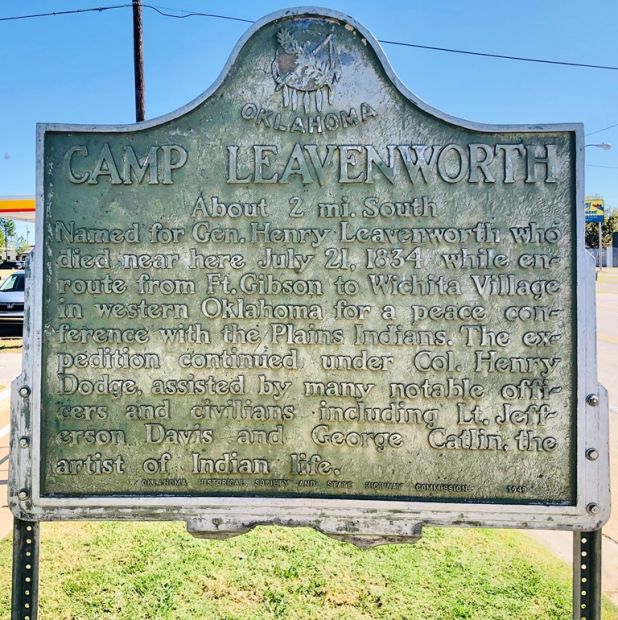 OKLAHOMA
CAMP LEAVENWORTH
About 2 mi. South
Named for Gen. Henry Leavenworth who
died near here July 21, 1834 while en-
route from Ft. Gibson to Wichita Village
in western Oklahoma for a peace con-
ference with the Plains Indians. The ex-
pedition continued under Col. Henry
Dodge, assisted by many notable offi-
cers and civilians including Lt. Jeff-
erson Davis and George Catlin, the
artist of Indian life.
OKLAHOMA HISTORICAL SOCIETY AND STATE HIGHWAY COMMISSION 1949